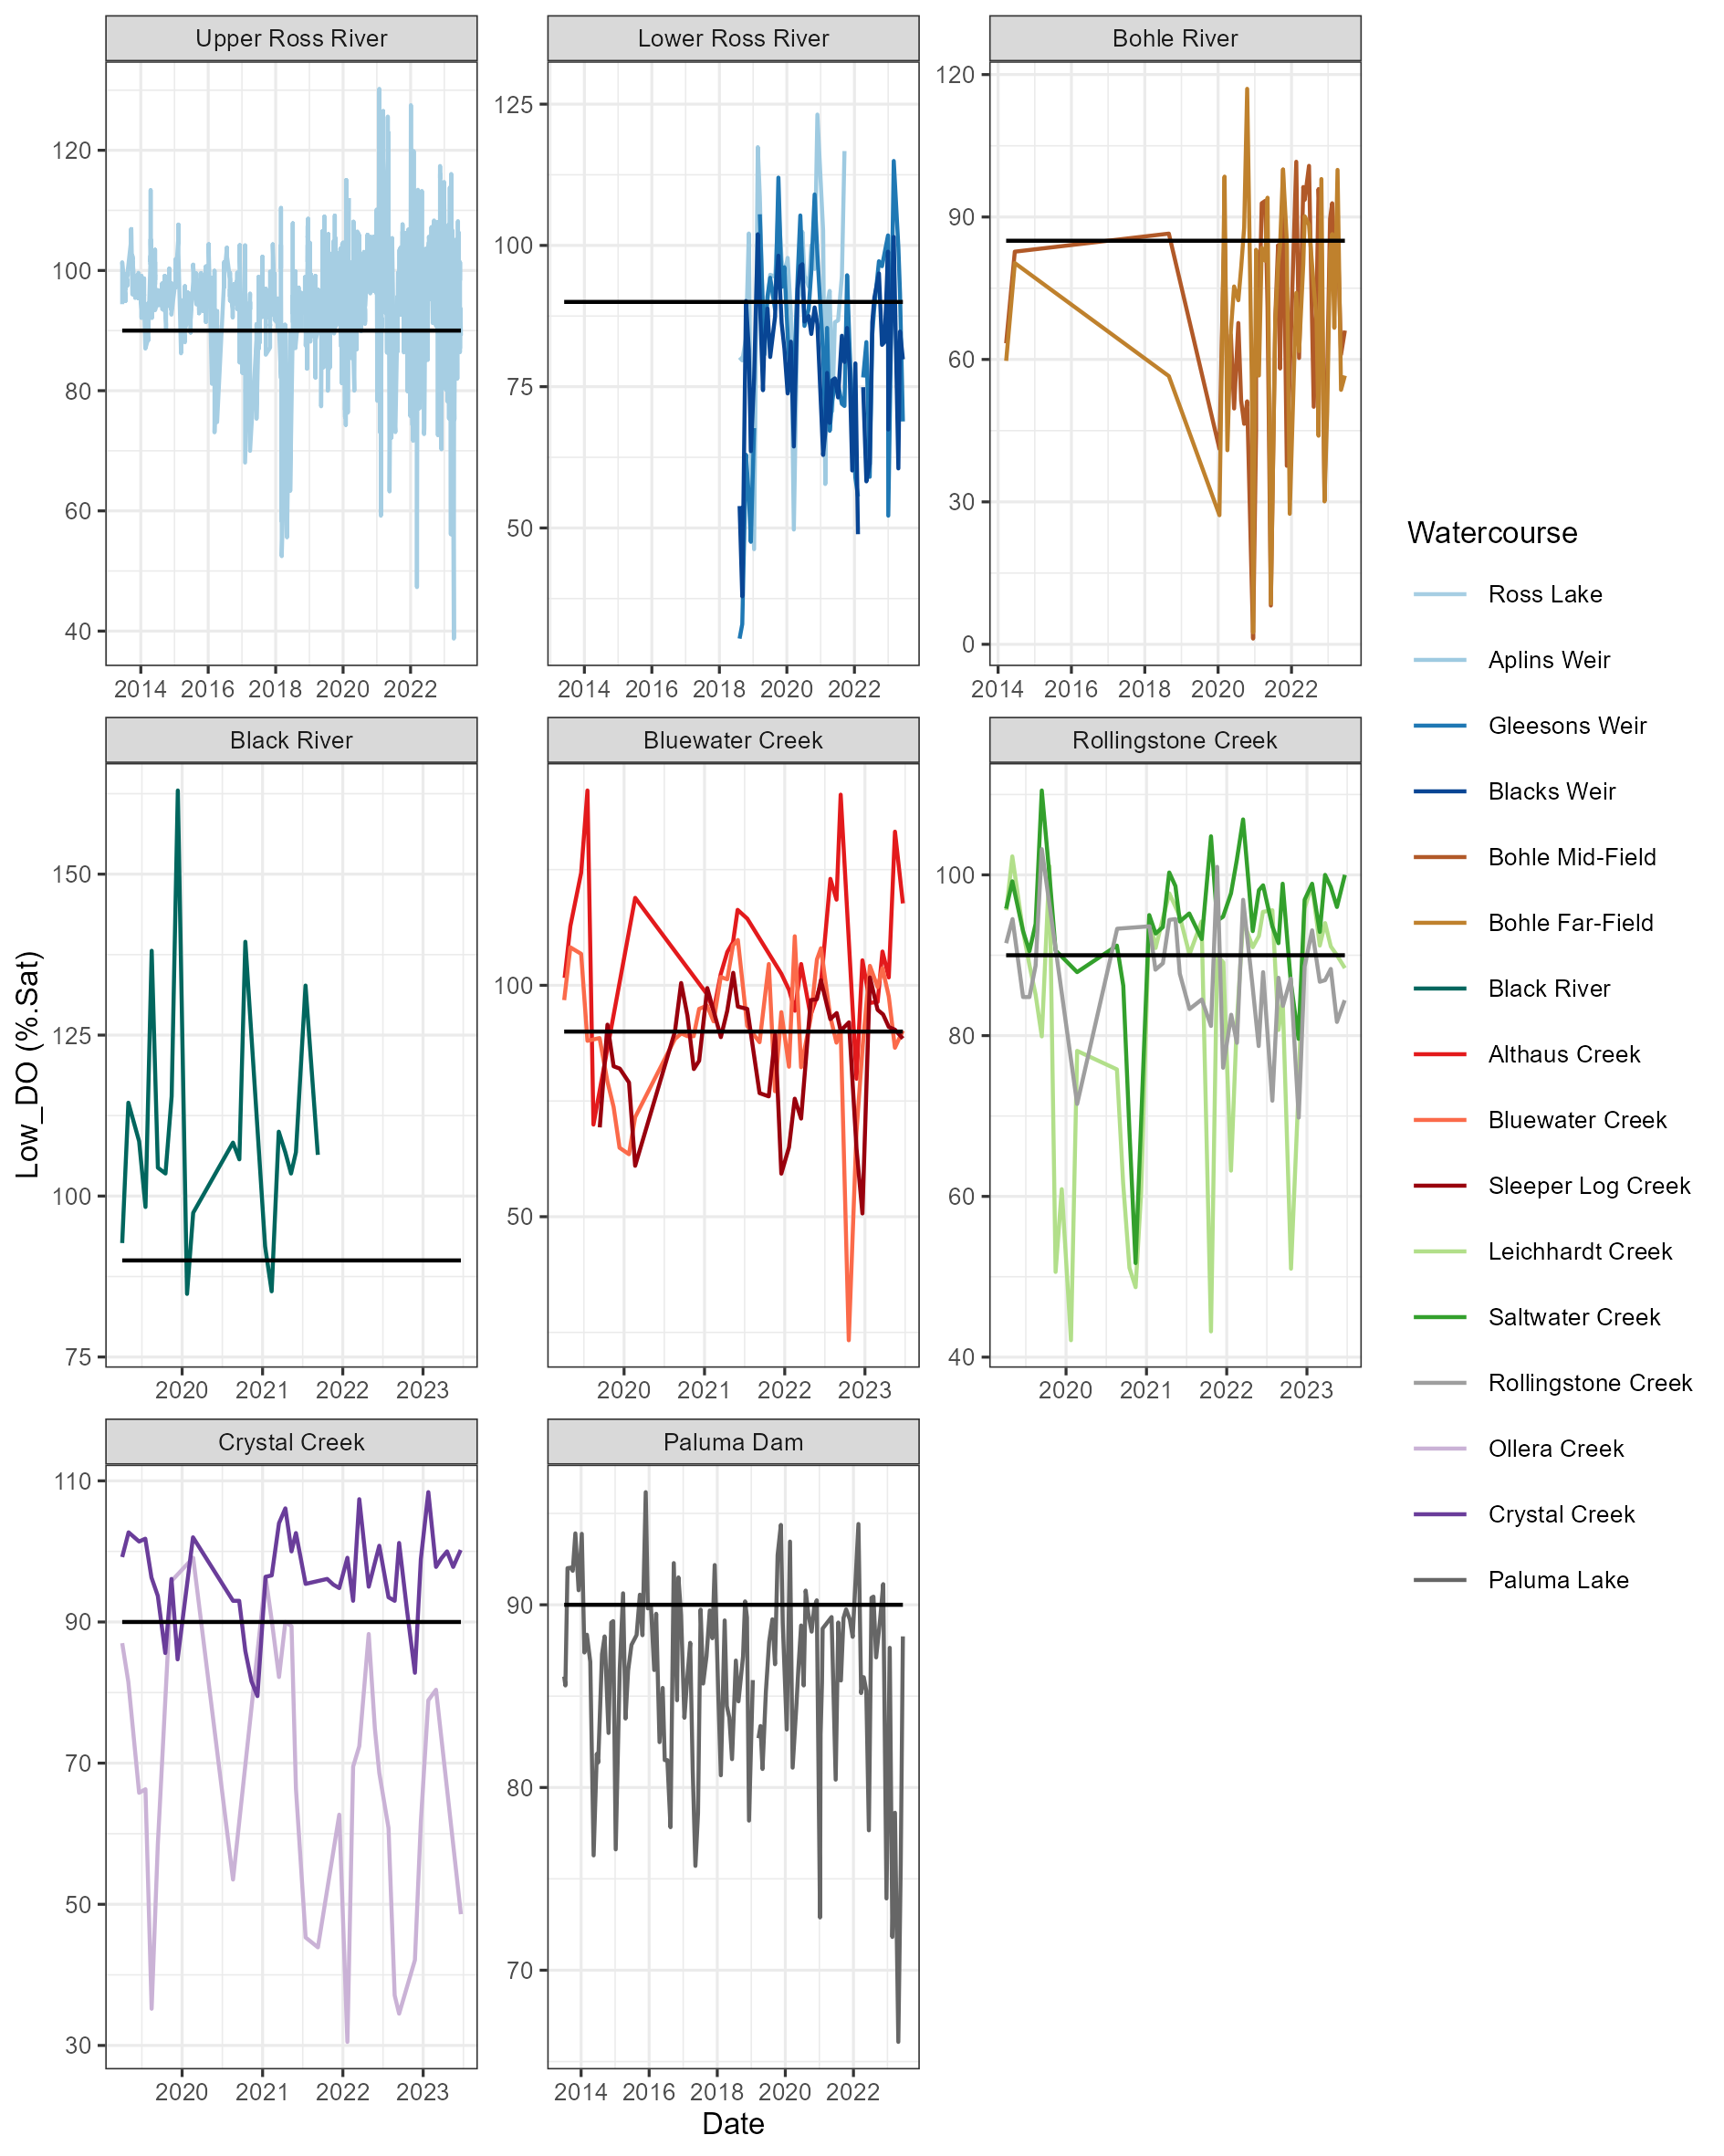 Upper Ross River
Lower Ross River
Bohle River
120
100
80
60
40
125
100
75
50
120
90
60
30
0
2014 2016 2018 2020 2022
2014 2016 2018 2020 2022
2014 2016 2018 2020 2022
Black River
Bluewater Creek
Rollingstone Creek
150
125
100
75
100
50
100
80
60
40
2020 2021 2022 2023
2020 2021 2022 2023
2020 2021 2022 2023
Crystal Creek
Paluma Dam
110
90
70
50
30
90
80
70
2020 2021 2022 2023
2014 2016 2018 2020 2022
Low_DO (%.Sat)
Date
Watercourse
Ross Lake
Aplins Weir
Gleesons Weir
Blacks Weir
Bohle Mid-Field
Bohle Far-Field
Black River
Althaus Creek
Bluewater Creek
Sleeper Log Creek
Leichhardt Creek
Saltwater Creek
Rollingstone Creek
Ollera Creek
Crystal Creek
Paluma Lake